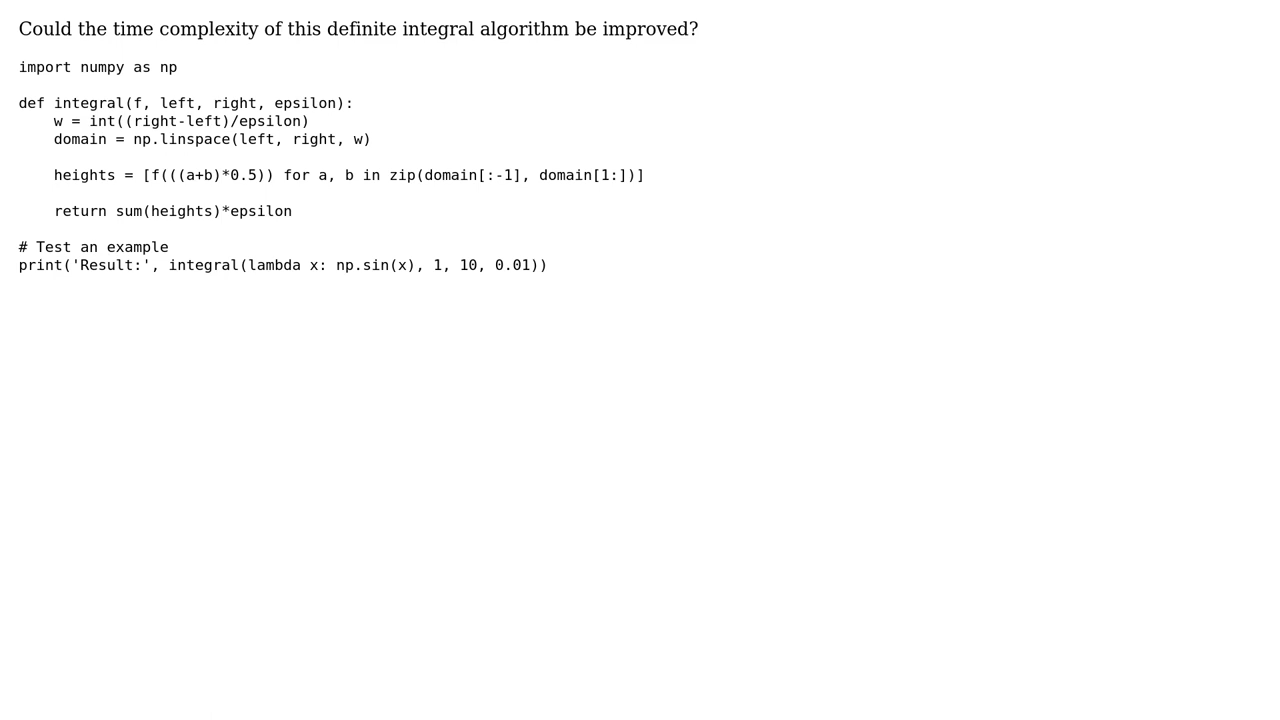 Could the time complexity of this definite integral algorithm be improved?
import numpy as np
def integral(f, left, right, epsilon):
    w = int((right-left)/epsilon)
    domain = np.linspace(left, right, w)
    heights = [f(((a+b)*0.5)) for a, b in zip(domain[:-1], domain[1:])]
    return sum(heights)*epsilon
# Test an example
print('Result:', integral(lambda x: np.sin(x), 1, 10, 0.01))